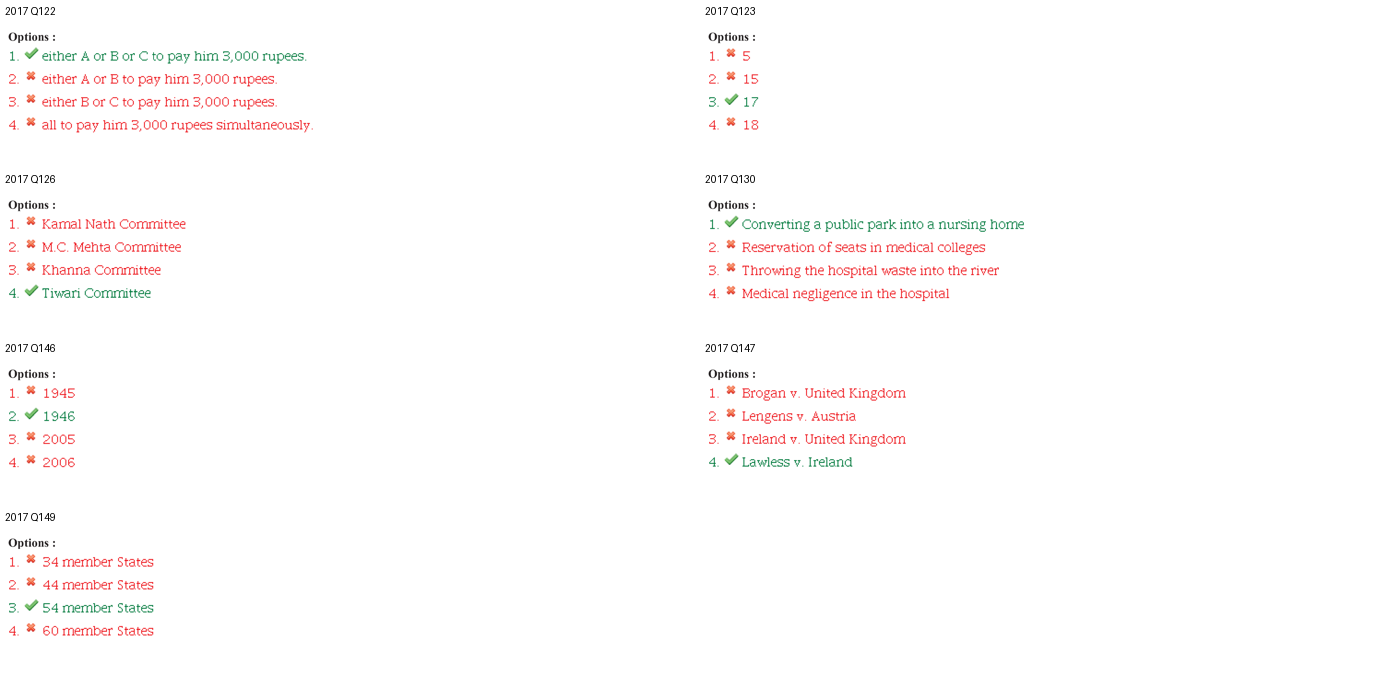 2017 Q122
Options :
1. either A or B or C to pay him 3,000 rupees.
2. either A or B to pay him 3,000 rupees.
3. either B or C to pay him 3,000 rupees.
4. all to pay him 3,000 rupees simultaneously.
2017 Q123
Options :
1. 5
2. 15
3. 17
4. 18
2017 Q126
Options :
1. Kamal Nath Committee
2. M.C. Mehta Committee
3. Khanna Committee
4. Tiwari Committee
2017 Q130
Options :
1. Converting a public park into a nursing home
2. Reservation of seats in medical colleges
3. Throwing the hospital waste into the river
4. Medical negligence in the hospital
2017 Q146
Options :
1. 1945
2. 1946
3. 2005
4. 2006
2017 Q147
Options :
1. Brogan v. United Kingdom
2. Lengens v. Austria
3. Ireland v. United Kingdom
4. Lawless v. Ireland
2017 Q149
Options :
1. 34 member States
2. 44 member States
3. 54 member States
4. 60 member States